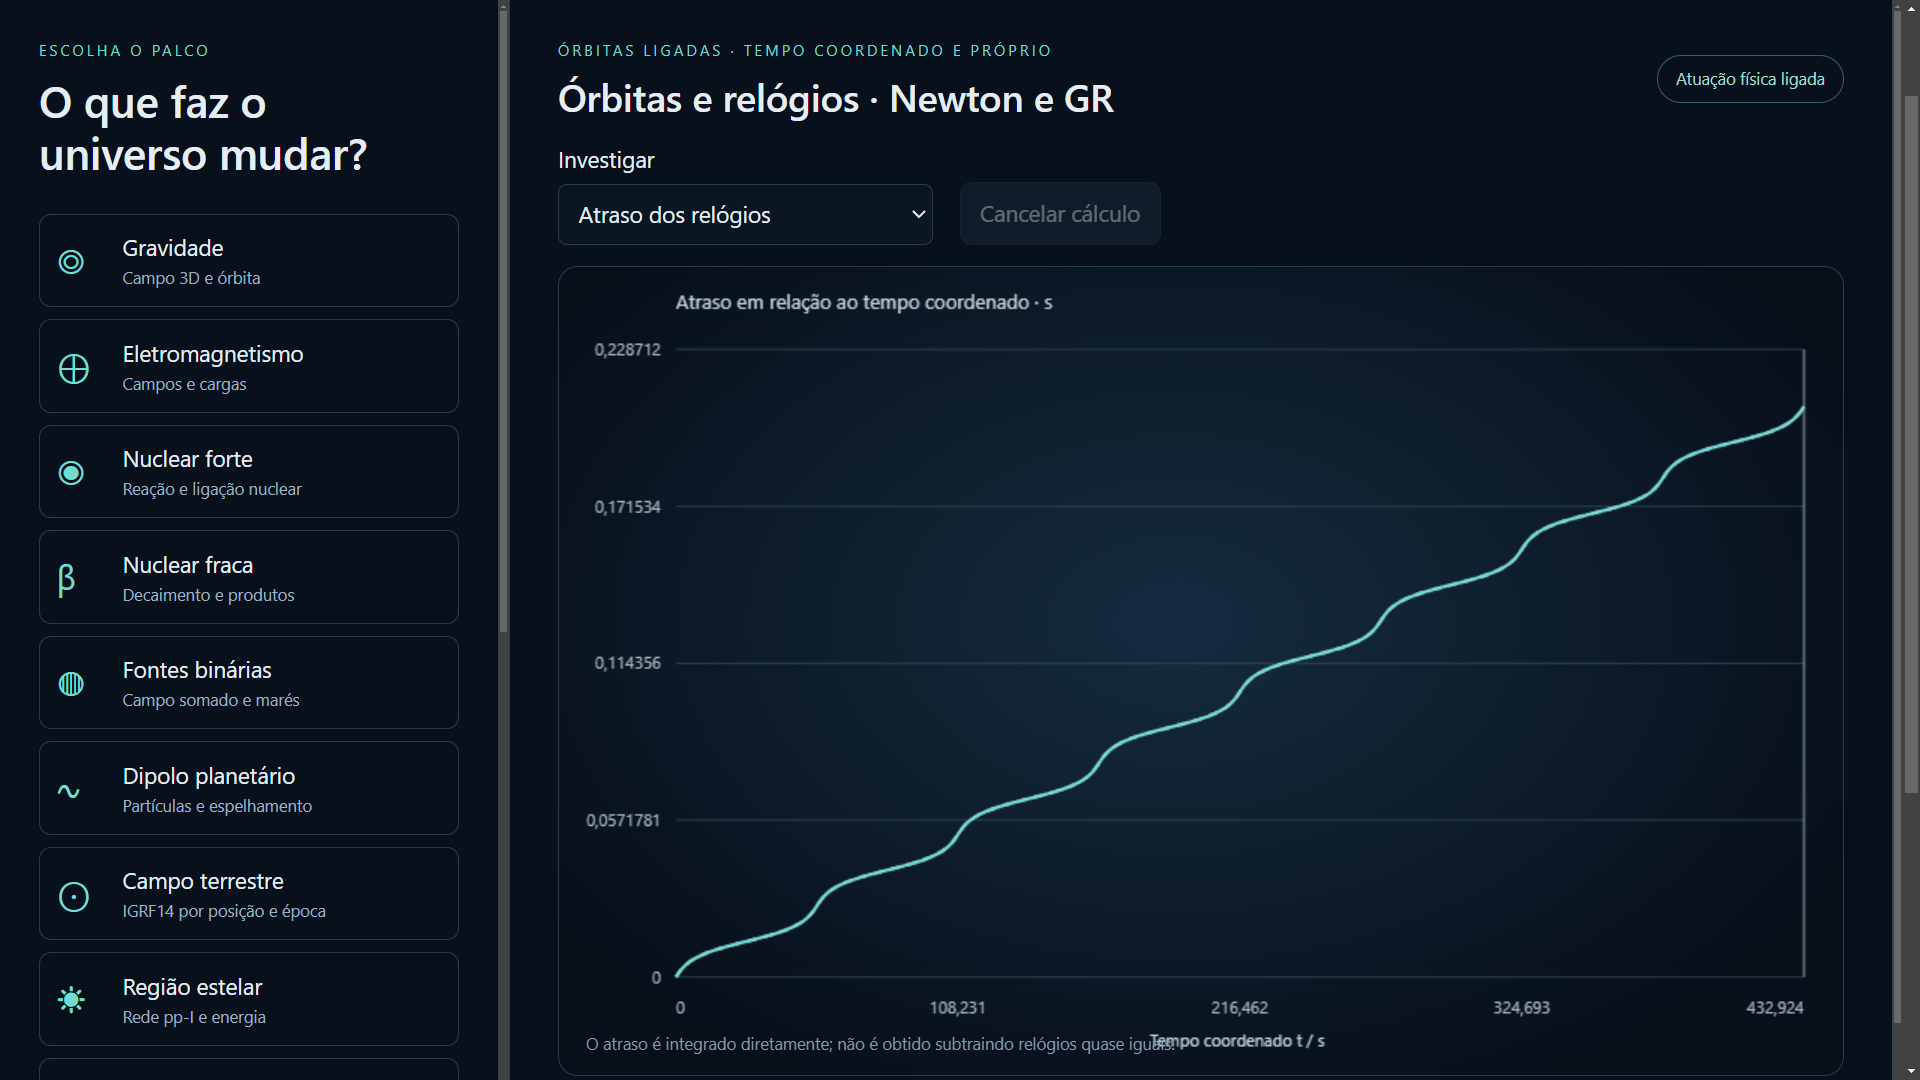 ESCOLHA O PALCO
O que faz o
universo mudar?
Gravidade
Campo 3D e órbita
Eletromagnetismo
Campos e cargas
Nuclear forte
Reação e ligação nuclear
β
Nuclear fraca
Decaimento e produtos
Fontes binárias
Campo somado e marés
Dipolo planetário
Partículas e espelhamento
Campo terrestre
IGRF14 por posição e época
Região estelar
Rede pp-I e energia
ÓRBITAS LIGADAS · TEMPO COORDENADO E PRÓPRIO
Órbitas e relógios · Newton e GR
Atuação física ligada
Investigar
Atraso dos relógios
Cancelar cálculo
Atraso em relação ao tempo coordenado · s
0,228712
0,171534
0,114356
0,0571781
0
0
108,231
216,462
324,693
432,924
Tempo coordenado t / s
O atraso é integrado diretamente; não é obtido subtraindo relógios quase iguais.